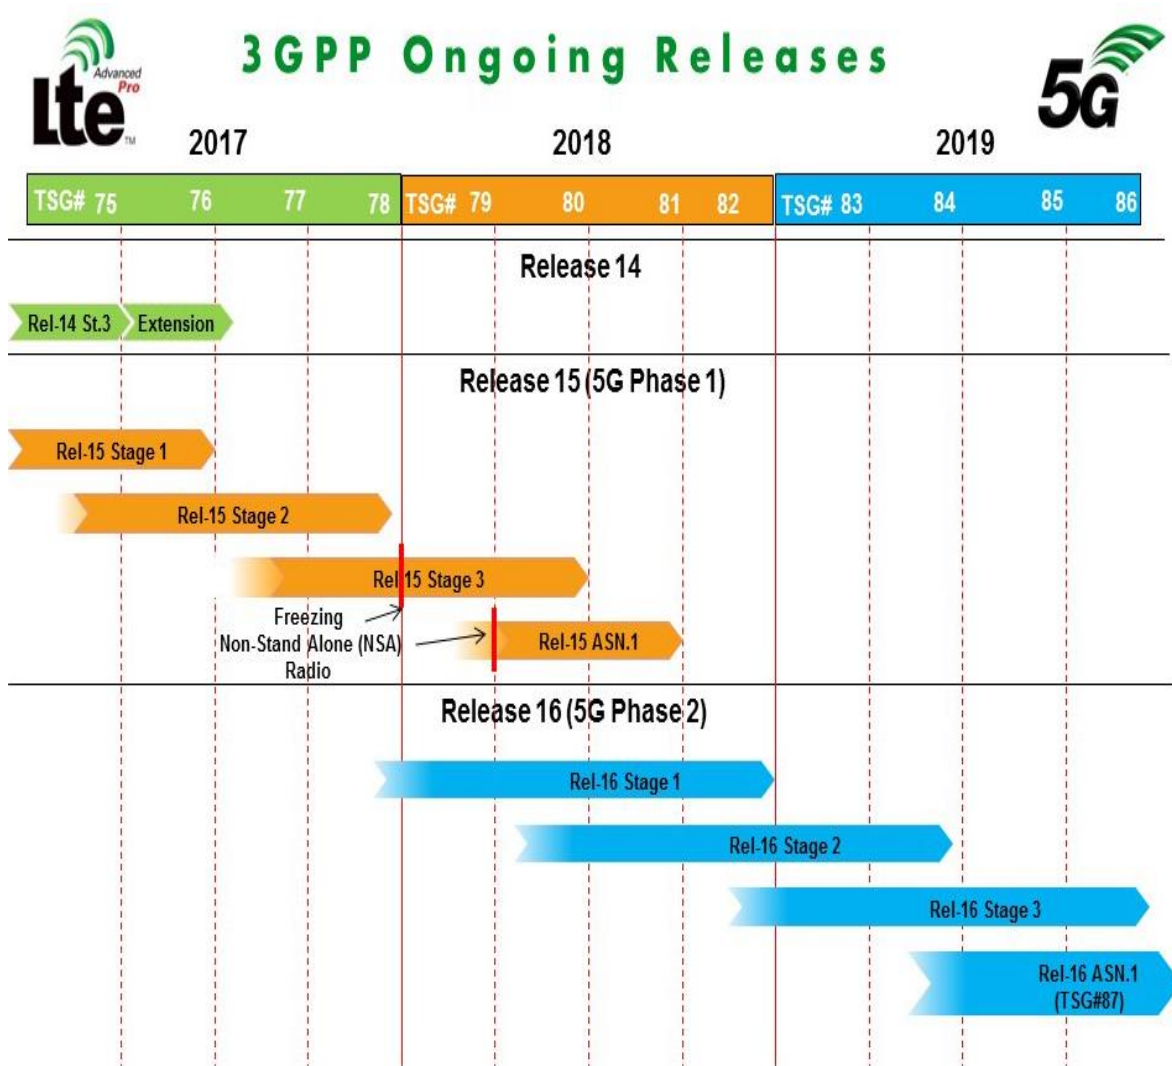 Advanced
Pro
Lte
TM
3GPP Ongoing Releases
5G
2017 2018 2019
TSG# 75 76 77 78 TSG# 79 80 81 82 TSG# 83 84 85 86
Release 14
Rel-14 St.3 Extension
Release 15 (5G Phase 1)
Rel-15 Stage 1
Rel-15 Stage 2
Rel-15 Stage 3
Freezing
Non-Stand Alone (NSA)
Radio
Rel-15 ASN.1
Release 16 (5G Phase 2)
Rel-16 Stage 1
Rel-16 Stage 2
Rel-16 Stage 3
Rel-16 ASN.1
(TSG#87)